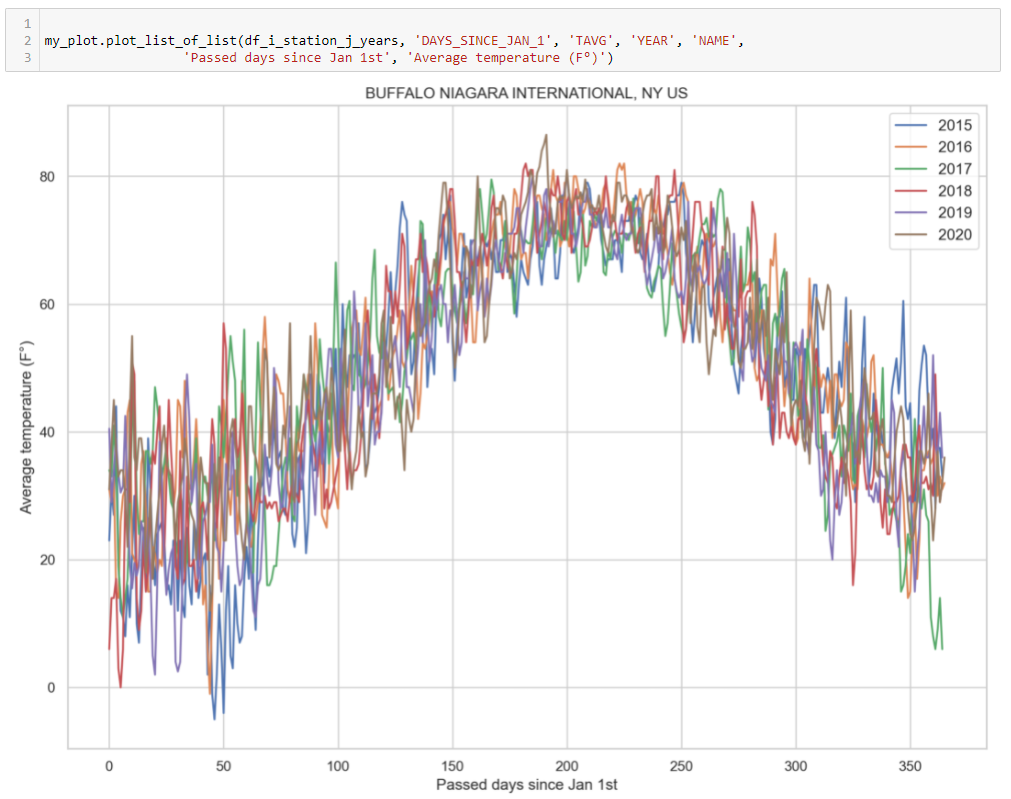 1
2 my_plot.plot_list_of_list(df_i_station_j_years, 'DAYS_SINCE_JAN_1', 'TAVG', 'YEAR', 'NAME',
3 'Passed days since Jan 1st', 'Average temperature (F°)')
BUFFALO NIAGARA INTERNATIONAL, NY US
2015
2016
2017
2018
2019
2020
80
60
40
20
0
Average temperature (F°)
0 50 100 150 200 250 300 350
Passed days since Jan 1st